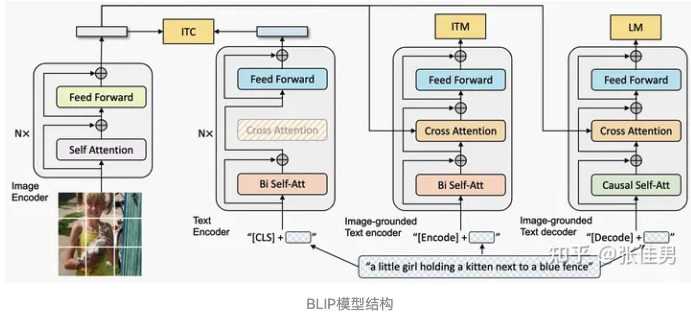 ITC
ITM
LM
Feed Forward
Self Attention
N×
Image
Encoder
Feed Forward
Cross Attention
Bi Self-Att
N×
Text
Encoder
"[CLS] + "
Feed Forward
Cross Attention
Bi Self-Att
Image-grounded
Text encoder
"[Encode] + "
Feed Forward
Cross Attention
Causal Self-Att
Image-grounded
Text decoder
"[Decode] + "
"a little girl holding a kitten next to a blue fence"
知乎 @张佳男
BLIP模型结构